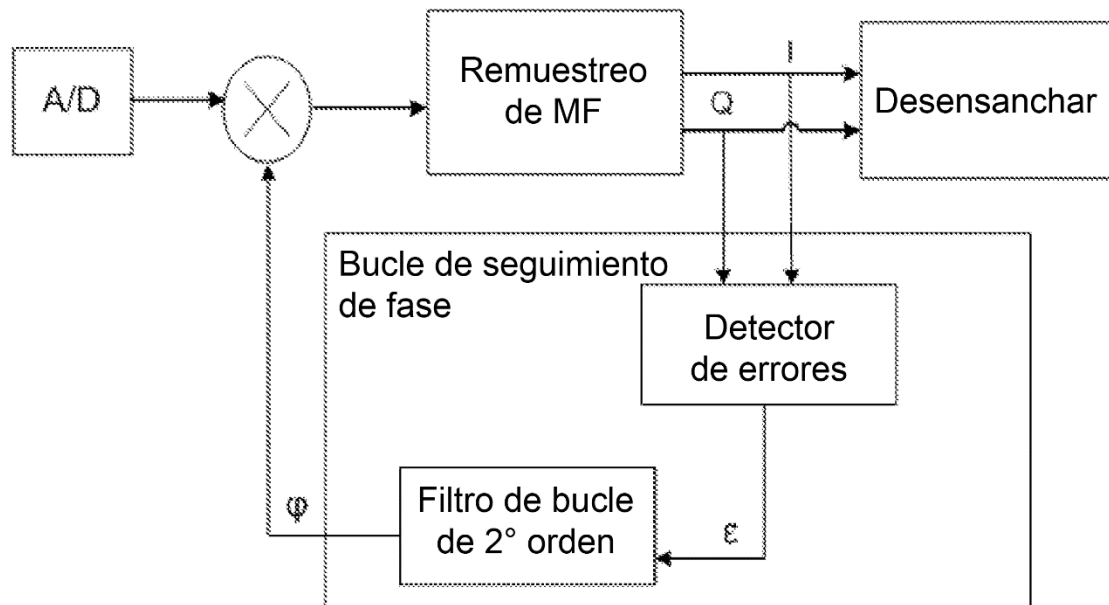 A/D
Remuestreo
de MF
I
Q
Desensanchar
Bucle de seguimiento
de fase
Detector
de errores
φ
Filtro de bucle
de 2° orden
ε